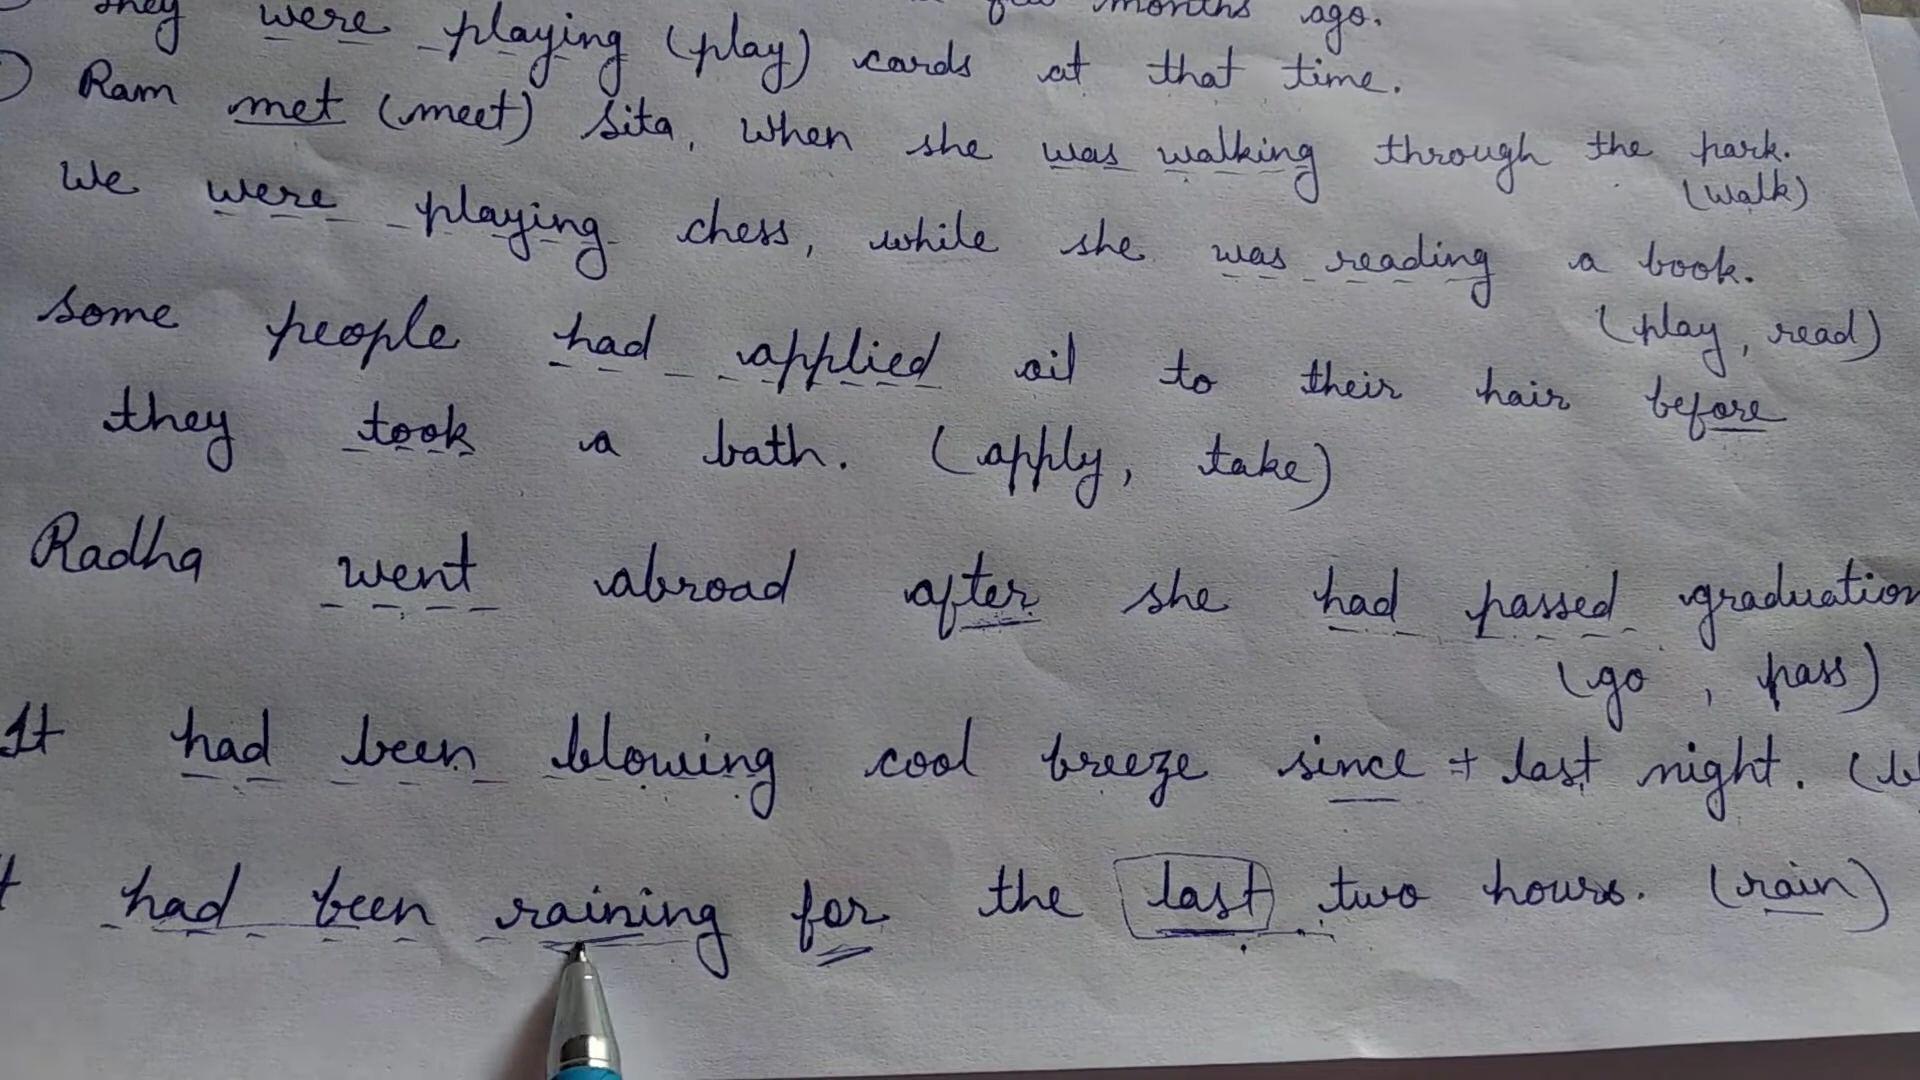 few months ago.
They were playing (play) cards at that time.
Ram met (meet) Sita, when she was walking through the park.
(walk)
We were playing chess, while she was reading a book.
(play, read)
Some people had applied oil to their hair before
they took a bath. (apply, take)
Radha went abroad after she had passed graduation
(go, pass)
It had been blowing cool breeze since last night.
had been raining for the last two hours. (rain)